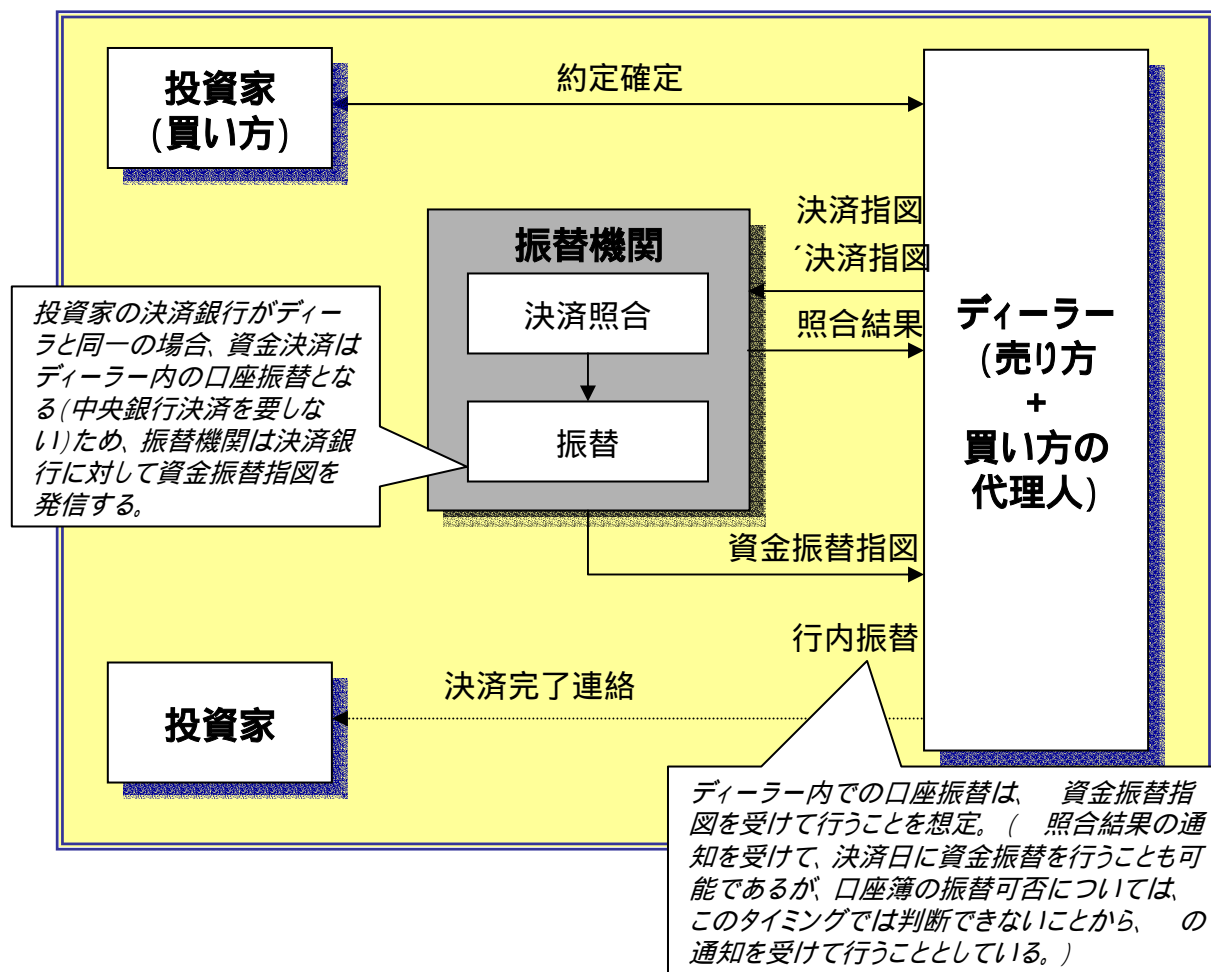 投資家
(買い方)
約定確定
決済指図
´決済指図
照合結果
振替機関
決済照合
振替
ディーラー
(売り方
+
買い方の
代理人)
投資家の決済銀行がディー
ラと同一の場合、資金決済は
ディーラー内の口座振替とな
る(中央銀行決済を要しな
い)ため、振替機関は決済銀
行に対して資金振替指図を
発信する。
資金振替指図
行内振替
決済完了連絡
投資家
ディーラー内での口座振替は、 資金振替指
図を受けて行うことを想定。( 照合結果の通
知を受けて、決済日に資金振替を行うことも可
能であるが、口座簿の振替可否については、
このタイミングでは判断できないことから、 の
通知を受けて行うこととしている。)